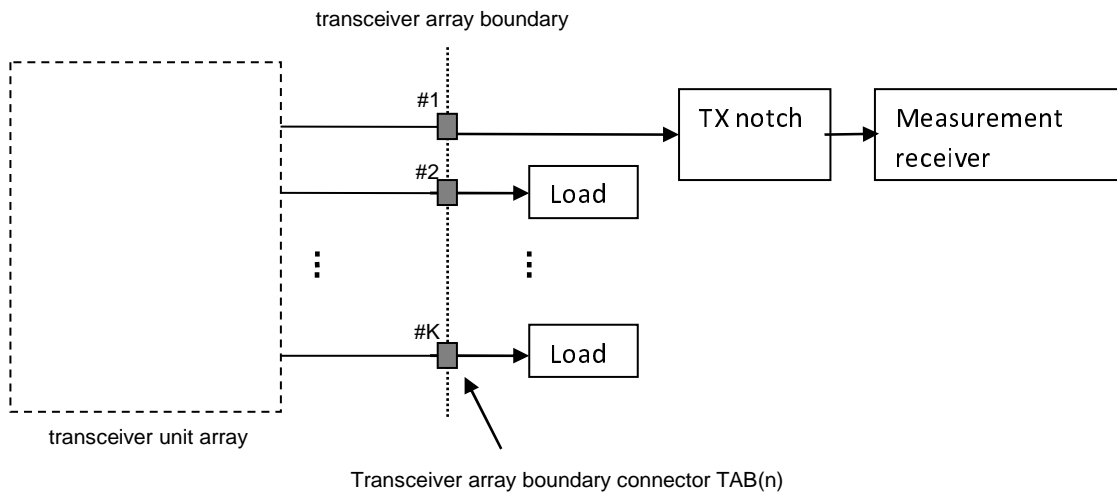 transceiver array boundary
#1
TX notch
Measurement
receiver
#2
Load
#K
Load
transceiver unit array
Transceiver array boundary connector TAB(n)